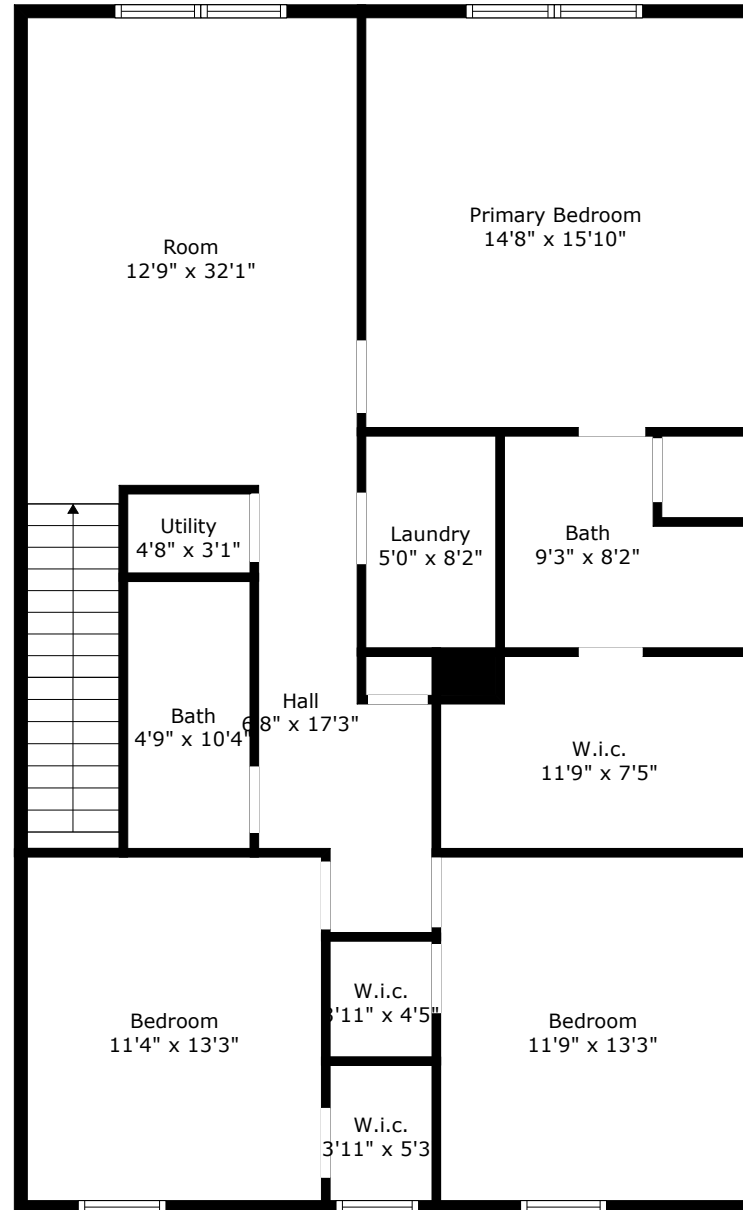 Primary Bedroom
14'8" x 15'10"
Room
12'9" x 32'1"
Utility
4'8" x 3'1"
Laundry
5'0" x 8'2"
Bath
9'3" x 8'2"
Hall
6'8" x 17'3"
Bath
4'9" x 10'4"
W.i.c.
11'9" x 7'5"
W.i.c.
3'11" x 4'5"
Bedroom
11'4" x 13'3"
Bedroom
11'9" x 13'3"
W.i.c.
3'11" x 5'3